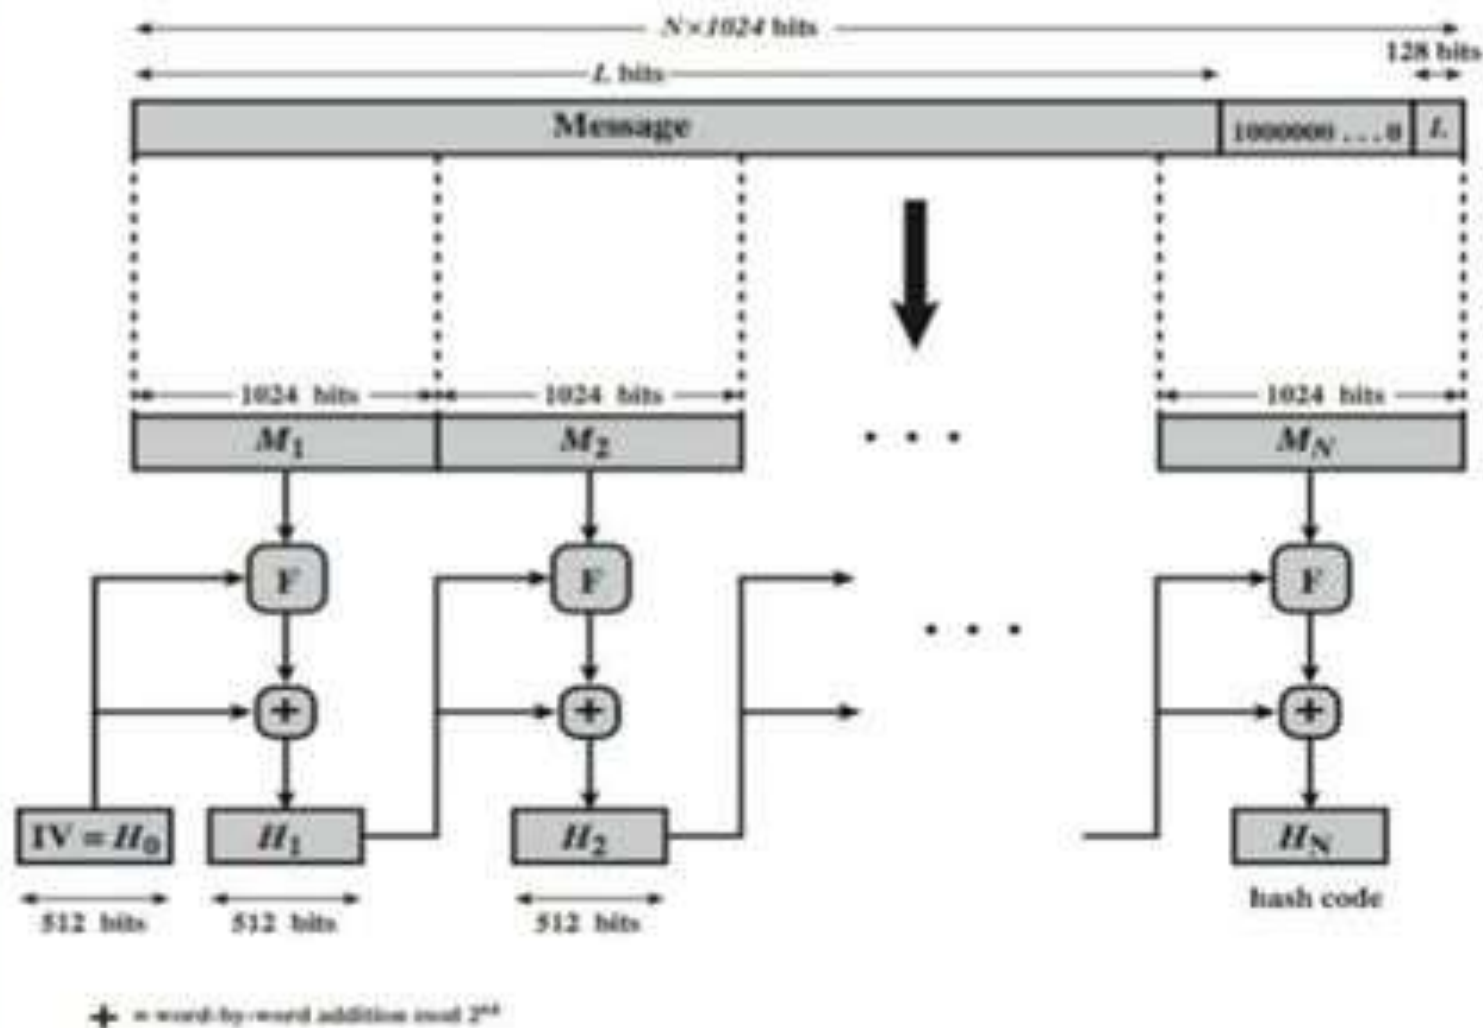 N×1024 bits
128 bits
L bits
Message 1000000 . . . 0 L
1024 bits 1024 bits 1024 bits
M1 M2 . . . MN
F F F
. . .
+ + +
IV = H0 H1 H2 HN
hash code
512 bits 512 bits 512 bits
+ = word-by-word addition mod 2^64